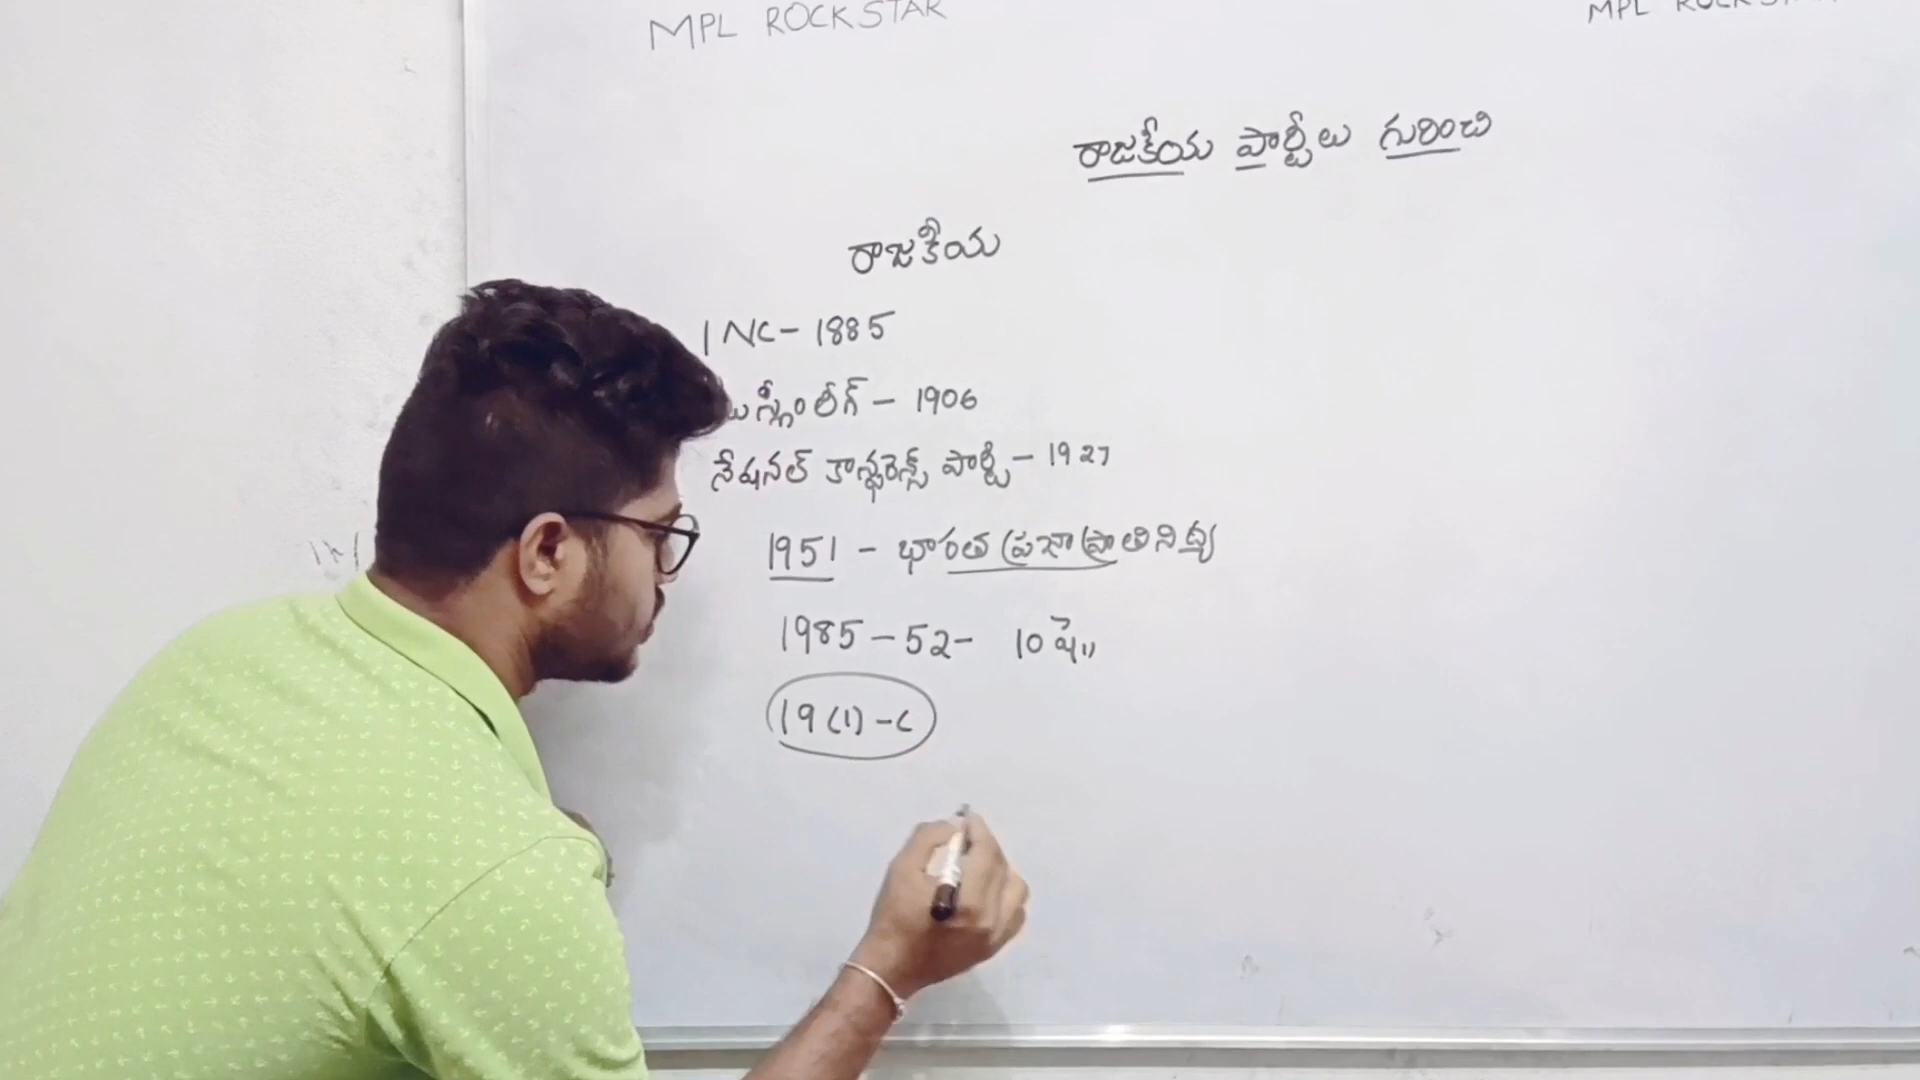 MPL ROCKSTAR
MPL ROCKSTAR
రాజకీయ పార్టీలు గురించి
రాజకీయ
INC - 1885
ముస్లీం లీగ్ - 1906
నేషనల్ కాన్ఫరెన్స్ పార్టీ - 1927
1951 - భారత ప్రజా ప్రాతినిధ్య
1985 - 52 - 10 షె॥
19 (1) - C